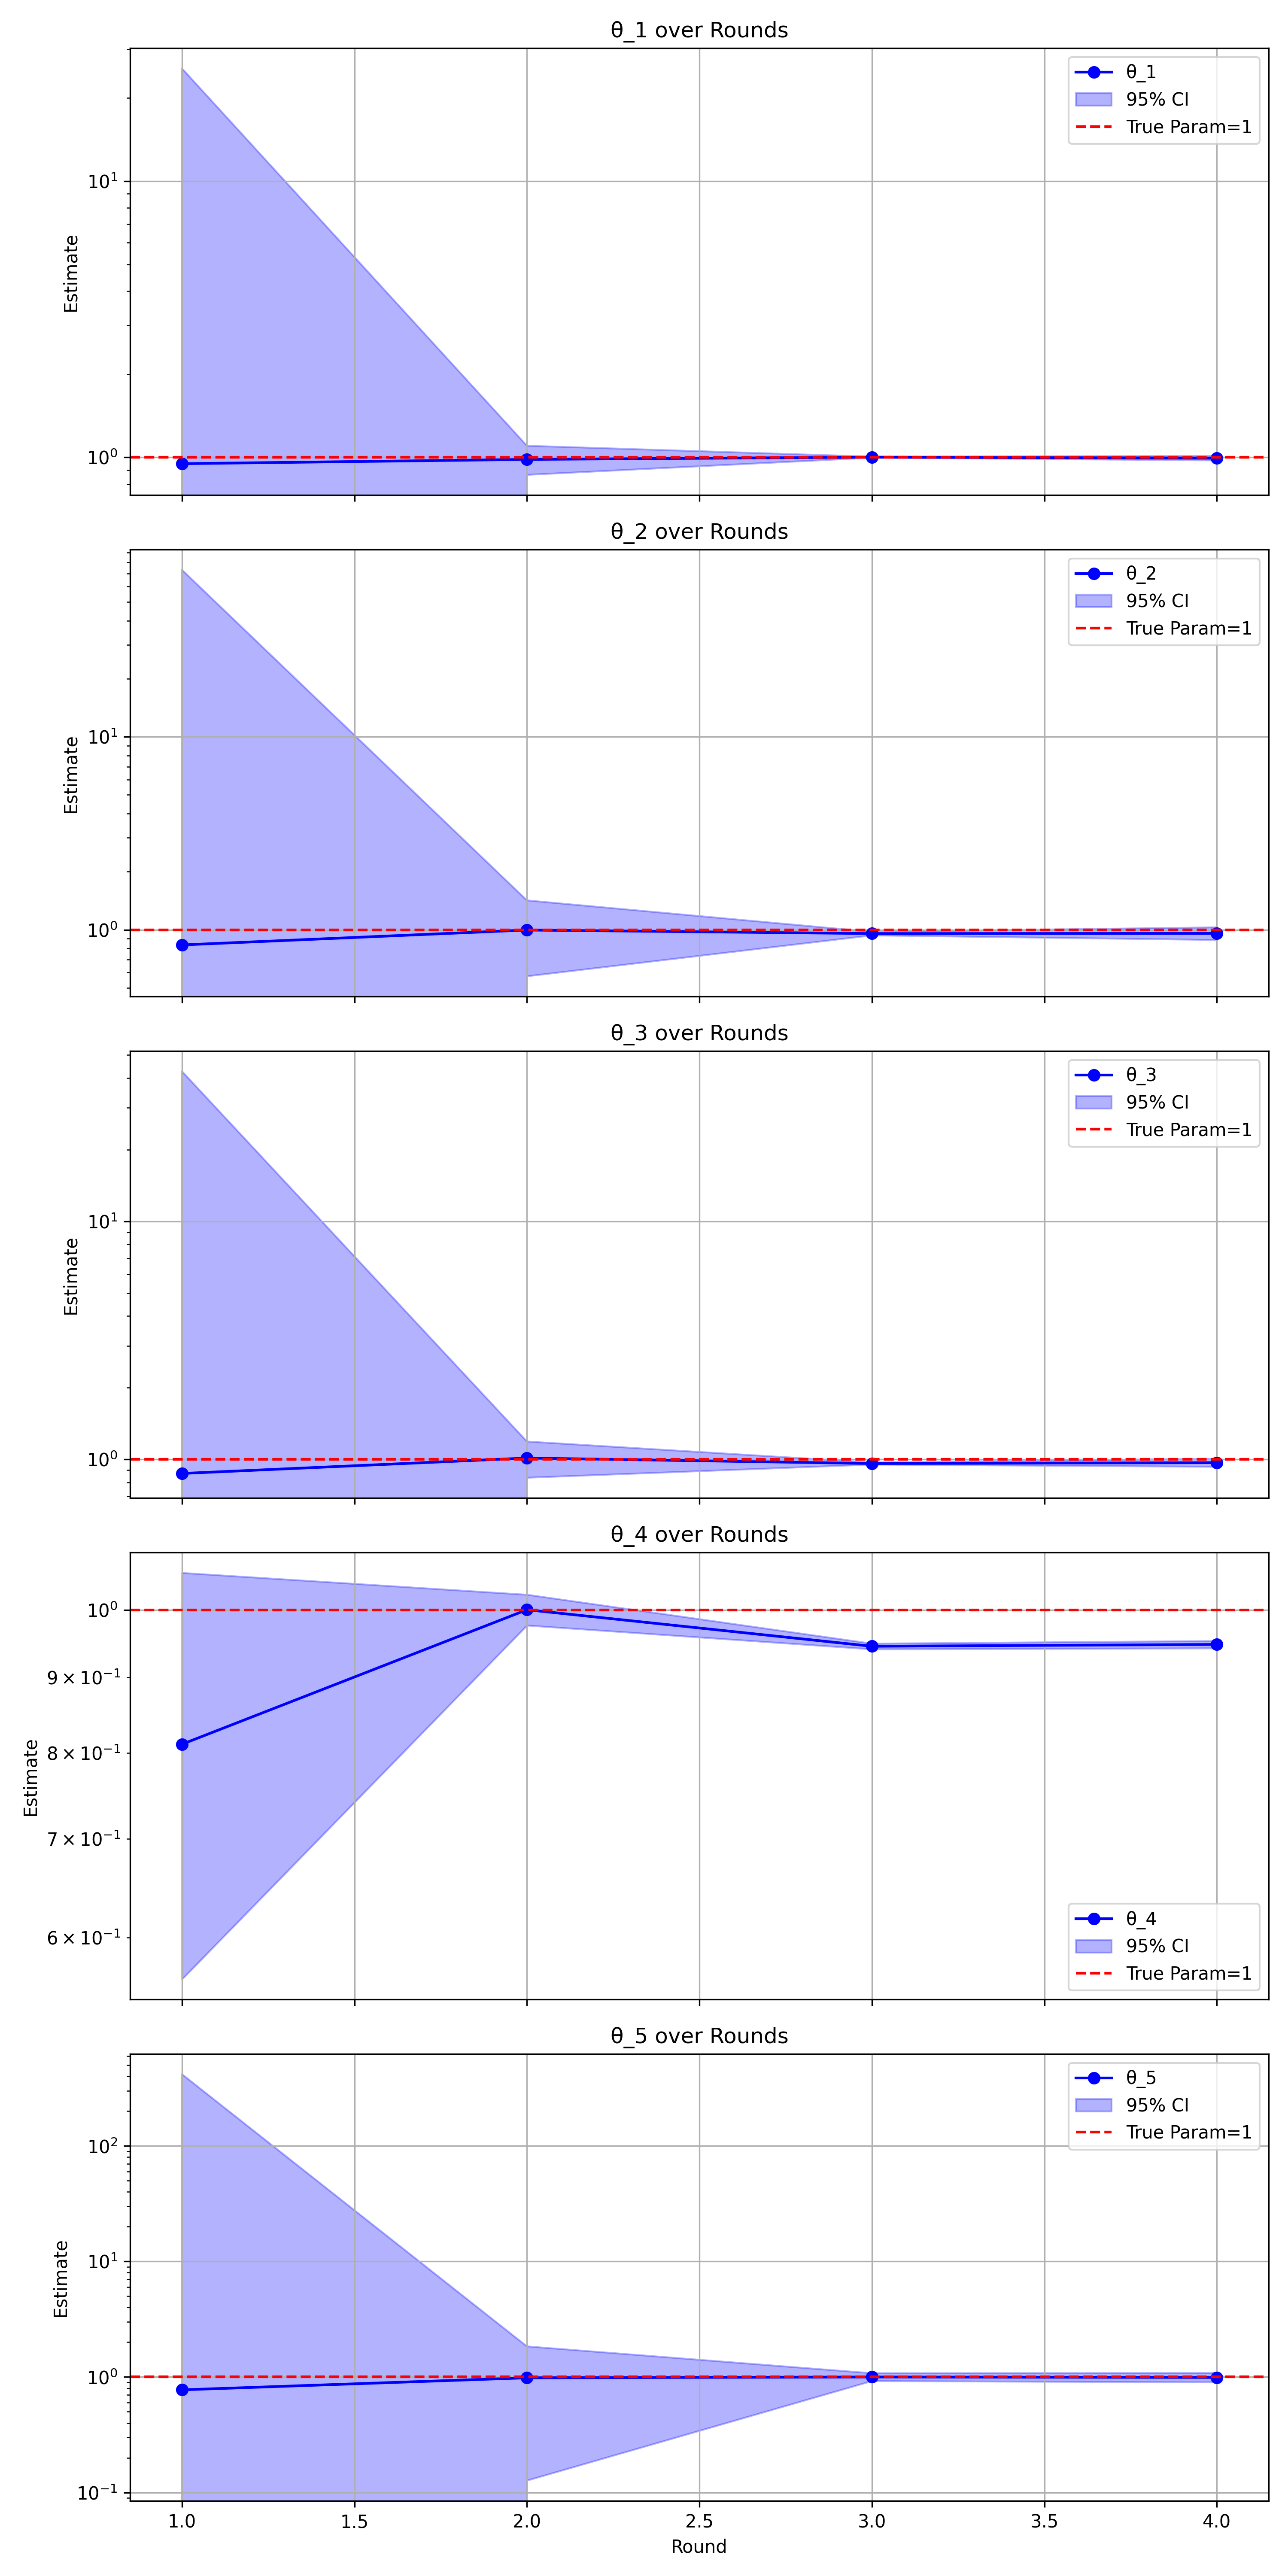 θ_1 over Rounds
θ_1
95% CI
True Param=1
10¹
10⁰
Estimate
θ_2 over Rounds
θ_2
95% CI
True Param=1
10¹
10⁰
Estimate
θ_3 over Rounds
θ_3
95% CI
True Param=1
10¹
10⁰
Estimate
θ_4 over Rounds
10⁰
9 × 10⁻¹
8 × 10⁻¹
7 × 10⁻¹
6 × 10⁻¹
Estimate
θ_4
95% CI
True Param=1
θ_5 over Rounds
θ_5
95% CI
True Param=1
10²
10¹
10⁰
10⁻¹
Estimate
1.0 1.5 2.0 2.5 3.0 3.5 4.0
Round